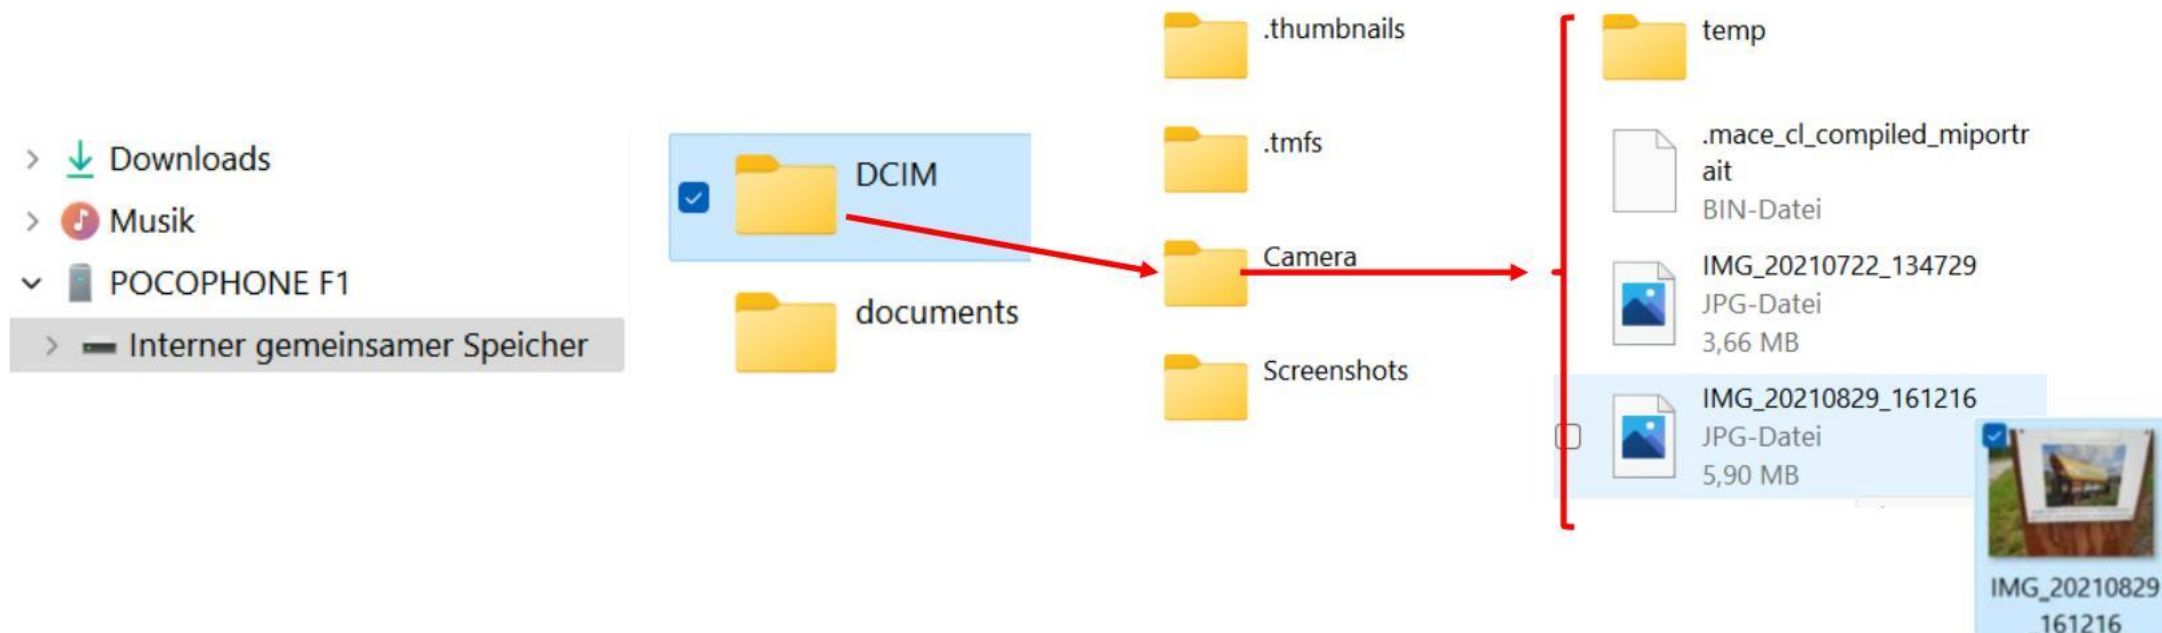 Downloads
Musik
POCOPHONE F1
Interner gemeinsamer Speicher
DCIM
documents
.thumbnails
.tmfs
Camera
Screenshots
temp
.mace_cl_compiled_miportr
ait
BIN-Datei
IMG_20210722_134729
JPG-Datei
3,66 MB
IMG_20210829_161216
JPG-Datei
5,90 MB
IMG_20210829
161216